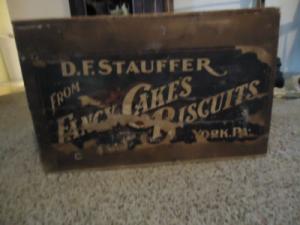 D.F. STAUFFER
FROM
FANCY CAKES
BISCUITS
YORK, PA.